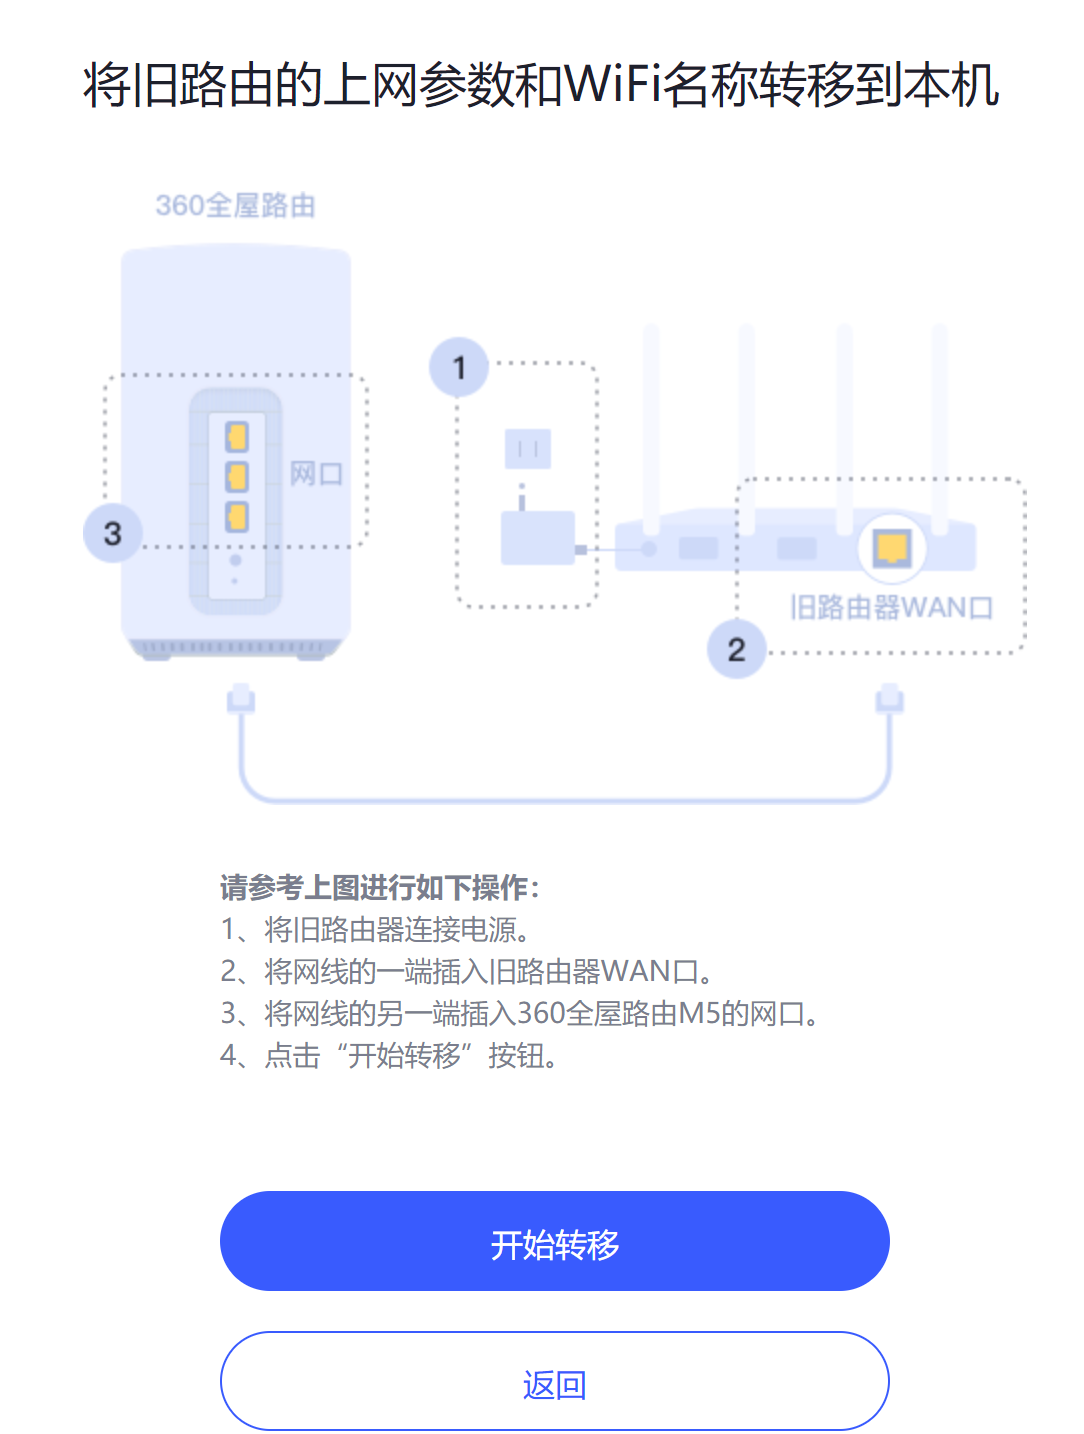 将旧路由的上网参数和WiFi名称转移到本机
360全屋路由
1
网口
3
旧路由器WAN口
2
请参考上图进行如下操作：
1、将旧路由器连接电源。
2、将网线的一端插入旧路由器WAN口。
3、将网线的另一端插入360全屋路由M5的网口。
4、点击“开始转移”按钮。
开始转移
返回